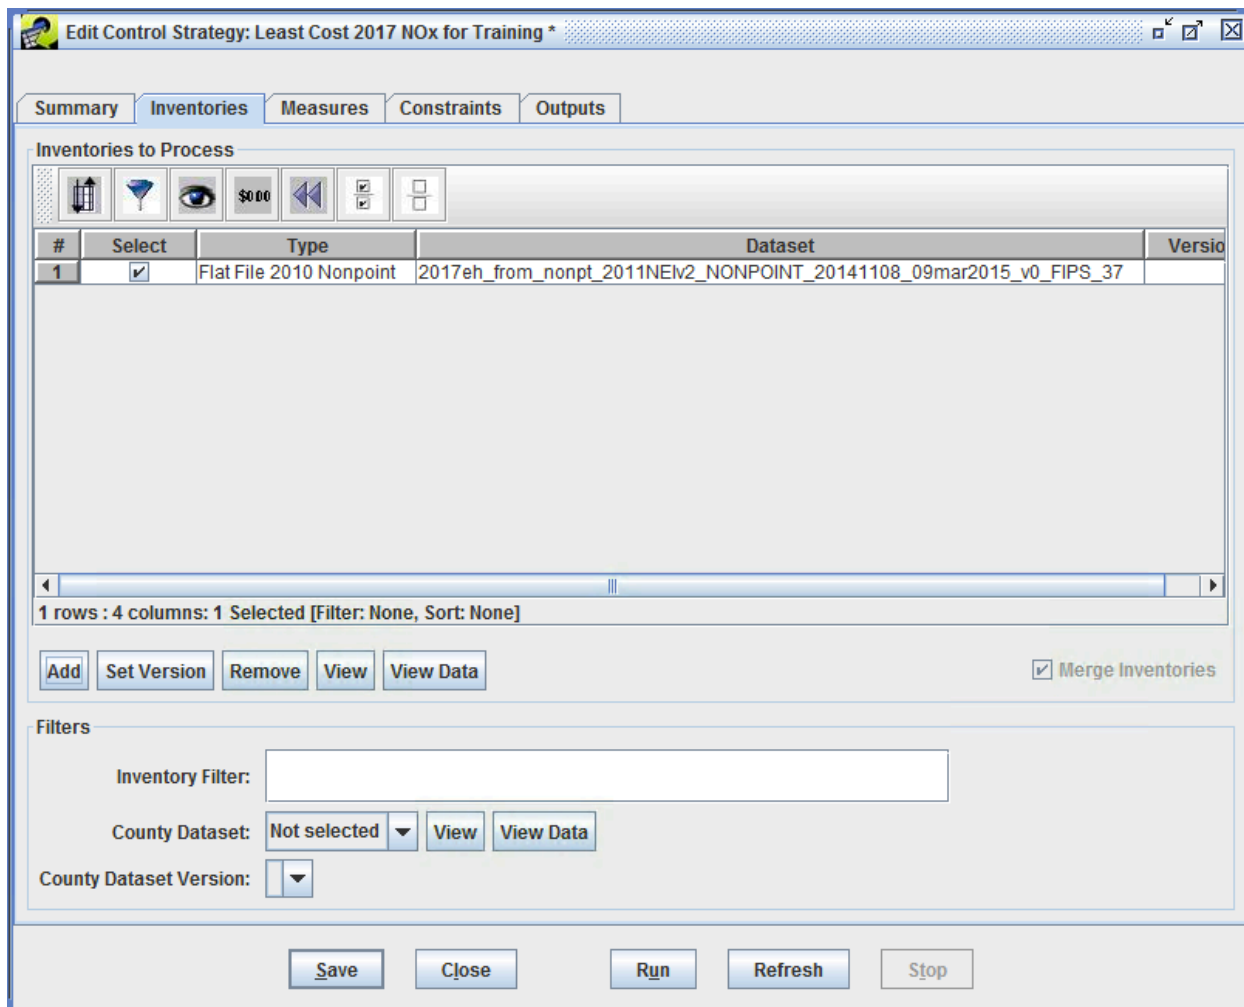 Edit Control Strategy: Least Cost 2017 NOx for Training *
Summary Inventories Measures Constraints Outputs
Inventories to Process
$0.00
# Select Type Dataset Versio
1 Flat File 2010 Nonpoint 2017eh_from_nonpt_2011NEIv2_NONPOINT_20141108_09mar2015_v0_FIPS_37
1 rows : 4 columns: 1 Selected [Filter: None, Sort: None]
Add Set Version Remove View View Data Merge Inventories
Filters
Inventory Filter:
County Dataset: Not selected View View Data
County Dataset Version:
Save Close Run Refresh Stop